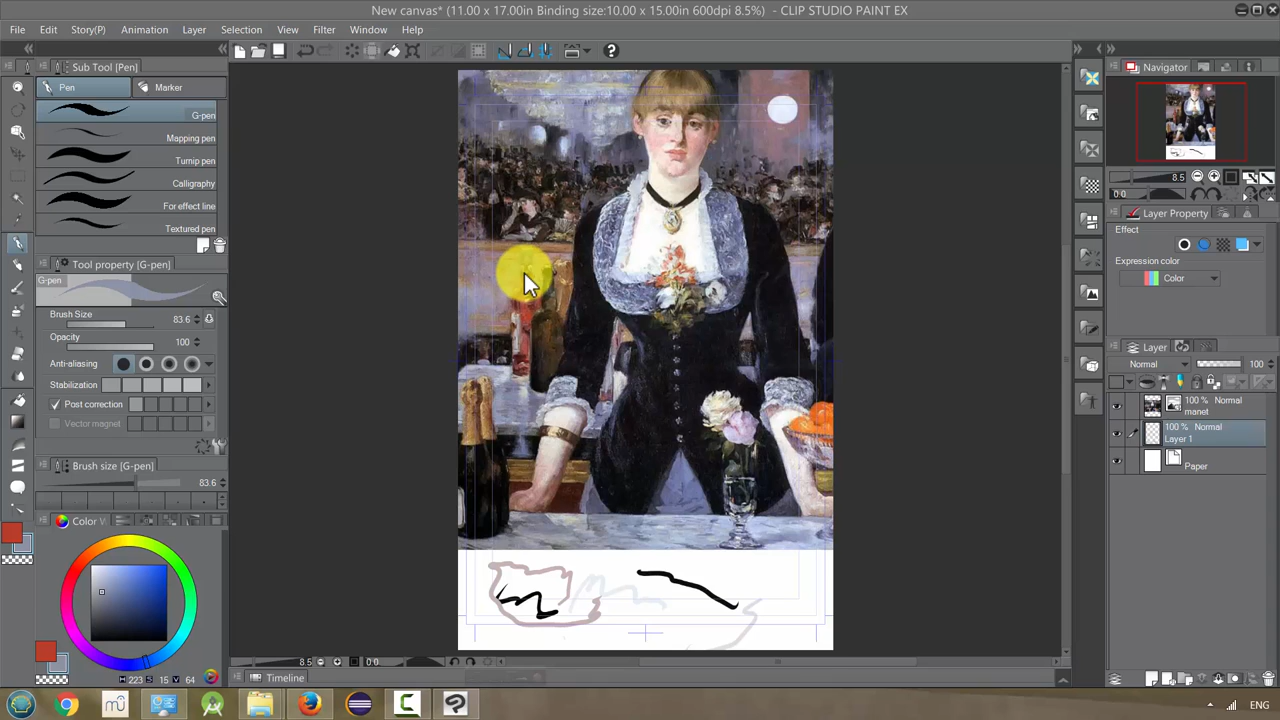 New canvas* (11.00 x 17.00in Binding size:10.00 x 15.00in 600dpi 8.5%) - CLIP STUDIO PAINT EX
File Edit Story(P) Animation Layer Selection View Filter Window Help
Sub Tool [Pen]
Pen Marker
G-pen
Mapping pen
Turnip pen
Calligraphy
For effect line
Textured pen
Tool property [G-pen]
G-pen
Brush Size 83.6
Opacity 100
Anti-aliasing
Stabilization
Post correction
Vector magnet
Brush size [G-pen]
83.6
Color
H 223 S 15 V 64
8.5 0.0
Timeline
Navigator
8.5
0.0
Layer Property
Effect
Expression color
Color
Layer
Normal 100
100 % Normal
manet
100 % Normal
Layer 1
Paper
ENG